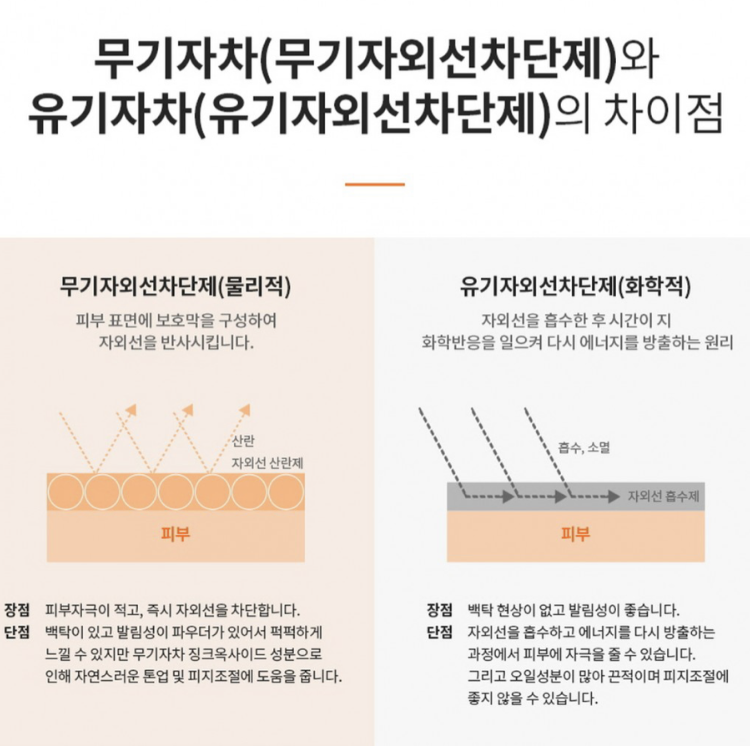 무기자차(무기자외선차단제)와
유기자차(유기자외선차단제)의 차이점
무기자외선차단제(물리적)
피부 표면에 보호막을 구성하여
자외선을 반사시킵니다.
산란
자외선 산란제
피부
장점 피부자극이 적고, 즉시 자외선을 차단합니다.
단점 백탁이 있고 발림성이 파우더가 있어서 퍽퍽하게
느낄 수 있지만 무기자차 징크옥사이드 성분으로
인해 자연스러운 톤업 및 피지조절에 도움을 줍니다.
유기자외선차단제(화학적)
자외선을 흡수한 후 시간이 지
화학반응을 일으켜 다시 에너지를 방출하는 원리
흡수, 소멸
자외선 흡수제
피부
장점 백탁 현상이 없고 발림성이 좋습니다.
단점 자외선을 흡수하고 에너지를 다시 방출하는
과정에서 피부에 자극을 줄 수 있습니다.
그리고 오일성분이 많아 끈적이며 피지조절에
좋지 않을 수 있습니다.